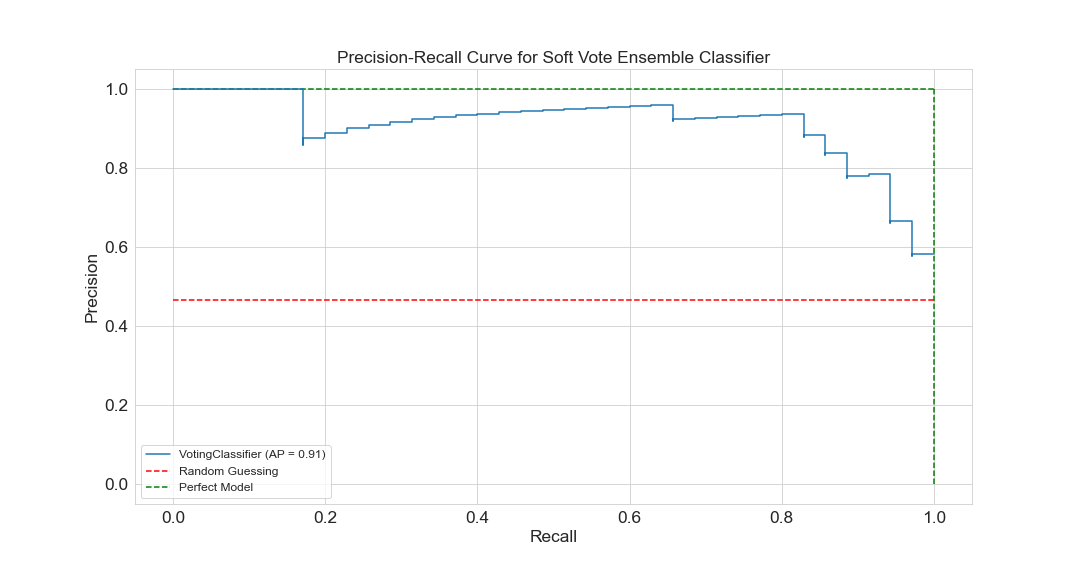 Precision-Recall Curve for Soft Vote Ensemble Classifier
1.0
0.8
0.6
0.4
0.2
0.0
Precision
VotingClassifier (AP = 0.91)
Random Guessing
Perfect Model
0.0 0.2 0.4 0.6 0.8 1.0
Recall